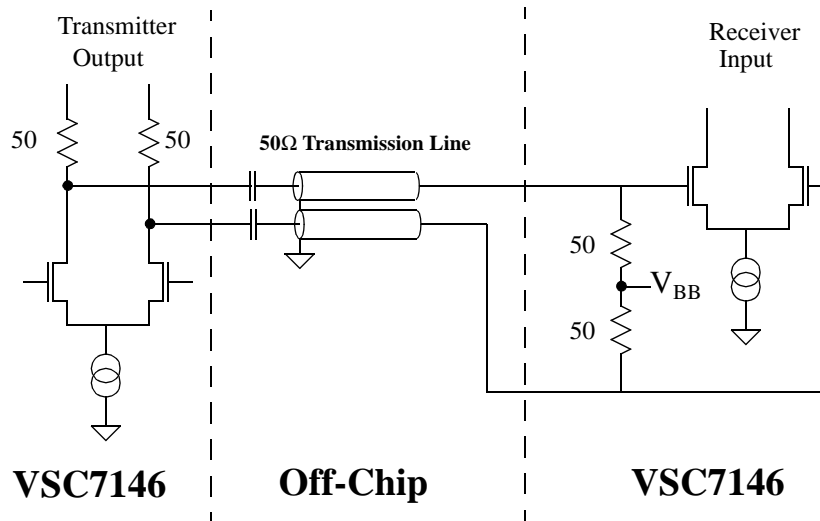 Transmitter
Output
Receiver
Input
50
50
50Ω Transmission Line
50
V_BB
50
VSC7146
Off-Chip
VSC7146